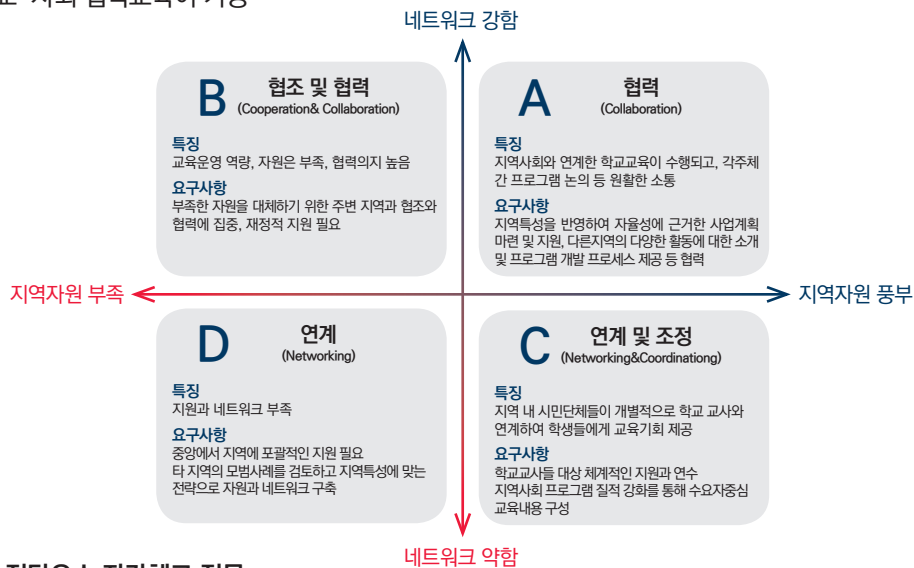 네트워크 강함
B 협조 및 협력
(Cooperation& Collaboration)
특징
교육운영 역량, 자원은 부족, 협력의지 높음
요구사항
부족한 자원을 대체하기 위한 주변 지역과 협조와
협력에 집중, 재정적 지원 필요
A 협력
(Collaboration)
특징
지역사회와 연계한 학교교육이 수행되고, 각주체
간 프로그램 논의 등 원활한 소통
요구사항
지역특성을 반영하여 자율성에 근거한 사업계획
마련 및 지원, 다른지역의 다양한 활동에 대한 소개
및 프로그램 개발 프로세스 제공 등 협력
지역자원 부족
지역자원 풍부
D 연계
(Networking)
특징
지원과 네트워크 부족
요구사항
중앙에서 지역에 포괄적인 지원 필요
타 지역의 모범사례를 검토하고 지역특성에 맞는
전략으로 자원과 네트워크 구축
C 연계 및 조정
(Networking&Coordinationg)
특징
지역 내 시민단체들이 개별적으로 학교 교사와
연계하여 학생들에게 교육기회 제공
요구사항
학교교사들 대상 체계적인 지원과 연수
지역사회 프로그램 질적 강화를 통해 수요자중심
교육내용 구성
네트워크 약함